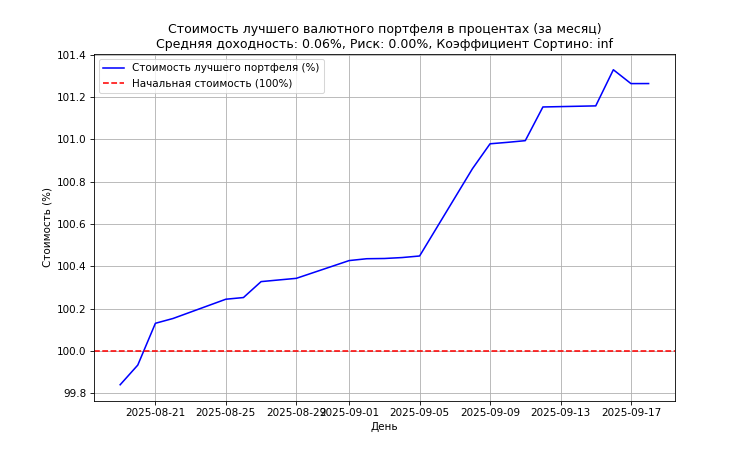 Стоимость лучшего валютного портфеля в процентах (за месяц)
Средняя доходность: 0.06%, Риск: 0.00%, Коэффициент Сортино: inf
Стоимость лучшего портфеля (%)
Начальная стоимость (100%)
Стоимость (%)
101.4
101.2
101.0
100.8
100.6
100.4
100.2
100.0
99.8
2025-08-21 2025-08-25 2025-08-29 2025-09-01 2025-09-05 2025-09-09 2025-09-13 2025-09-17
День